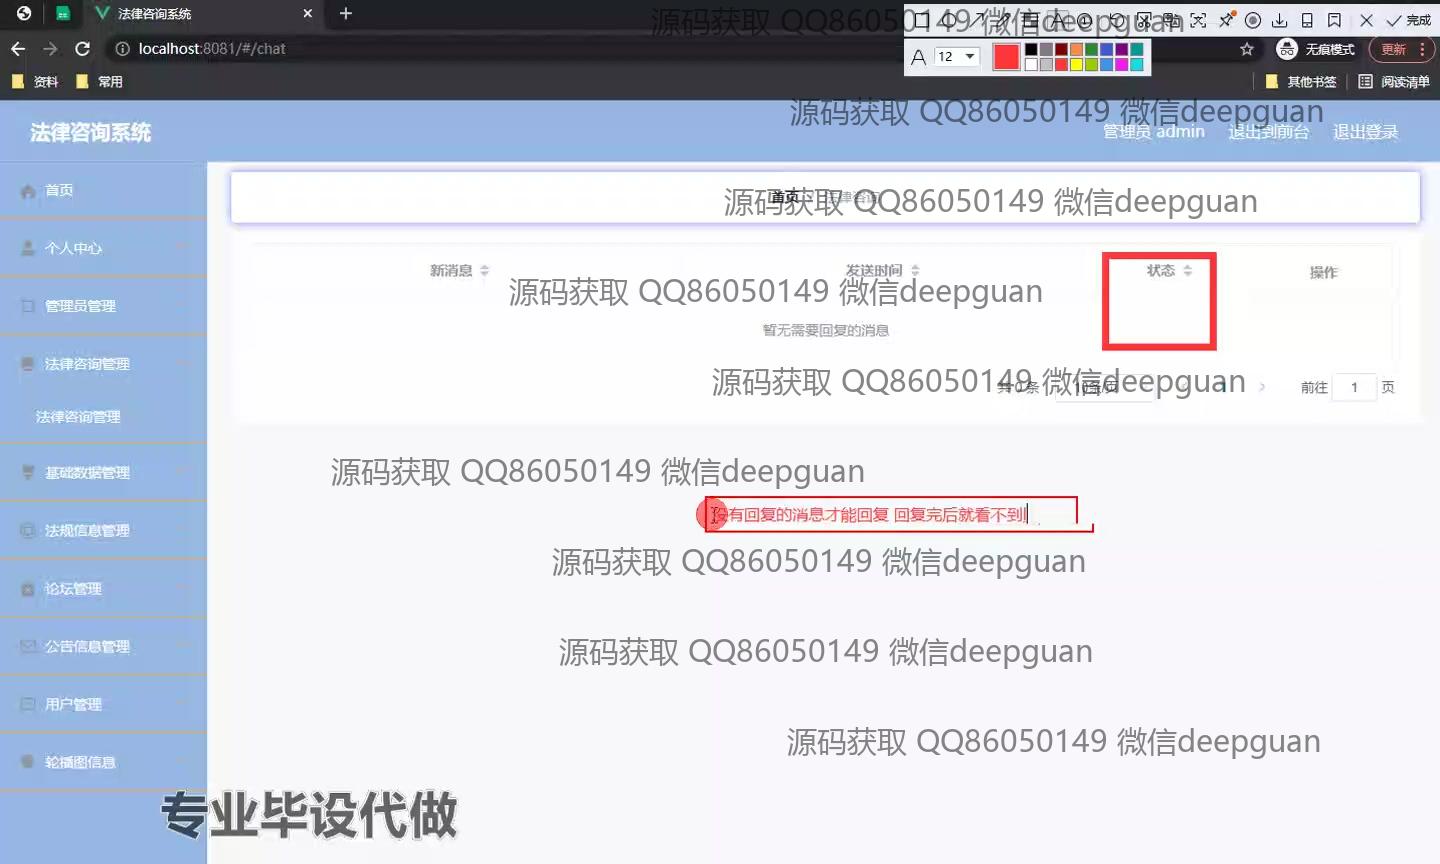 法律咨询系统
源码获取 QQ86050149 微信deepguan
完成
localhost:8081/#/chat
A 12
无痕模式
更新
资料 常用
其他书签 阅读清单
源码获取 QQ86050149 微信deepguan
法律咨询系统
管理员 admin 退出到前台 退出登录
首页
首页 法律咨询
源码获取 QQ86050149 微信deepguan
个人中心
新消息 发送时间 状态 操作
源码获取 QQ86050149 微信deepguan
管理员管理
暂无需要回复的消息
法律咨询管理
源码获取 QQ86050149 微信deepguan
共 0 条 10条/页 1 前往 1 页
法律咨询管理
基础数据管理
源码获取 QQ86050149 微信deepguan
没有回复的消息才能回复 回复完后就看不到
法规信息管理
源码获取 QQ86050149 微信deepguan
论坛管理
公告信息管理
源码获取 QQ86050149 微信deepguan
用户管理
源码获取 QQ86050149 微信deepguan
轮播图信息
专业毕设代做